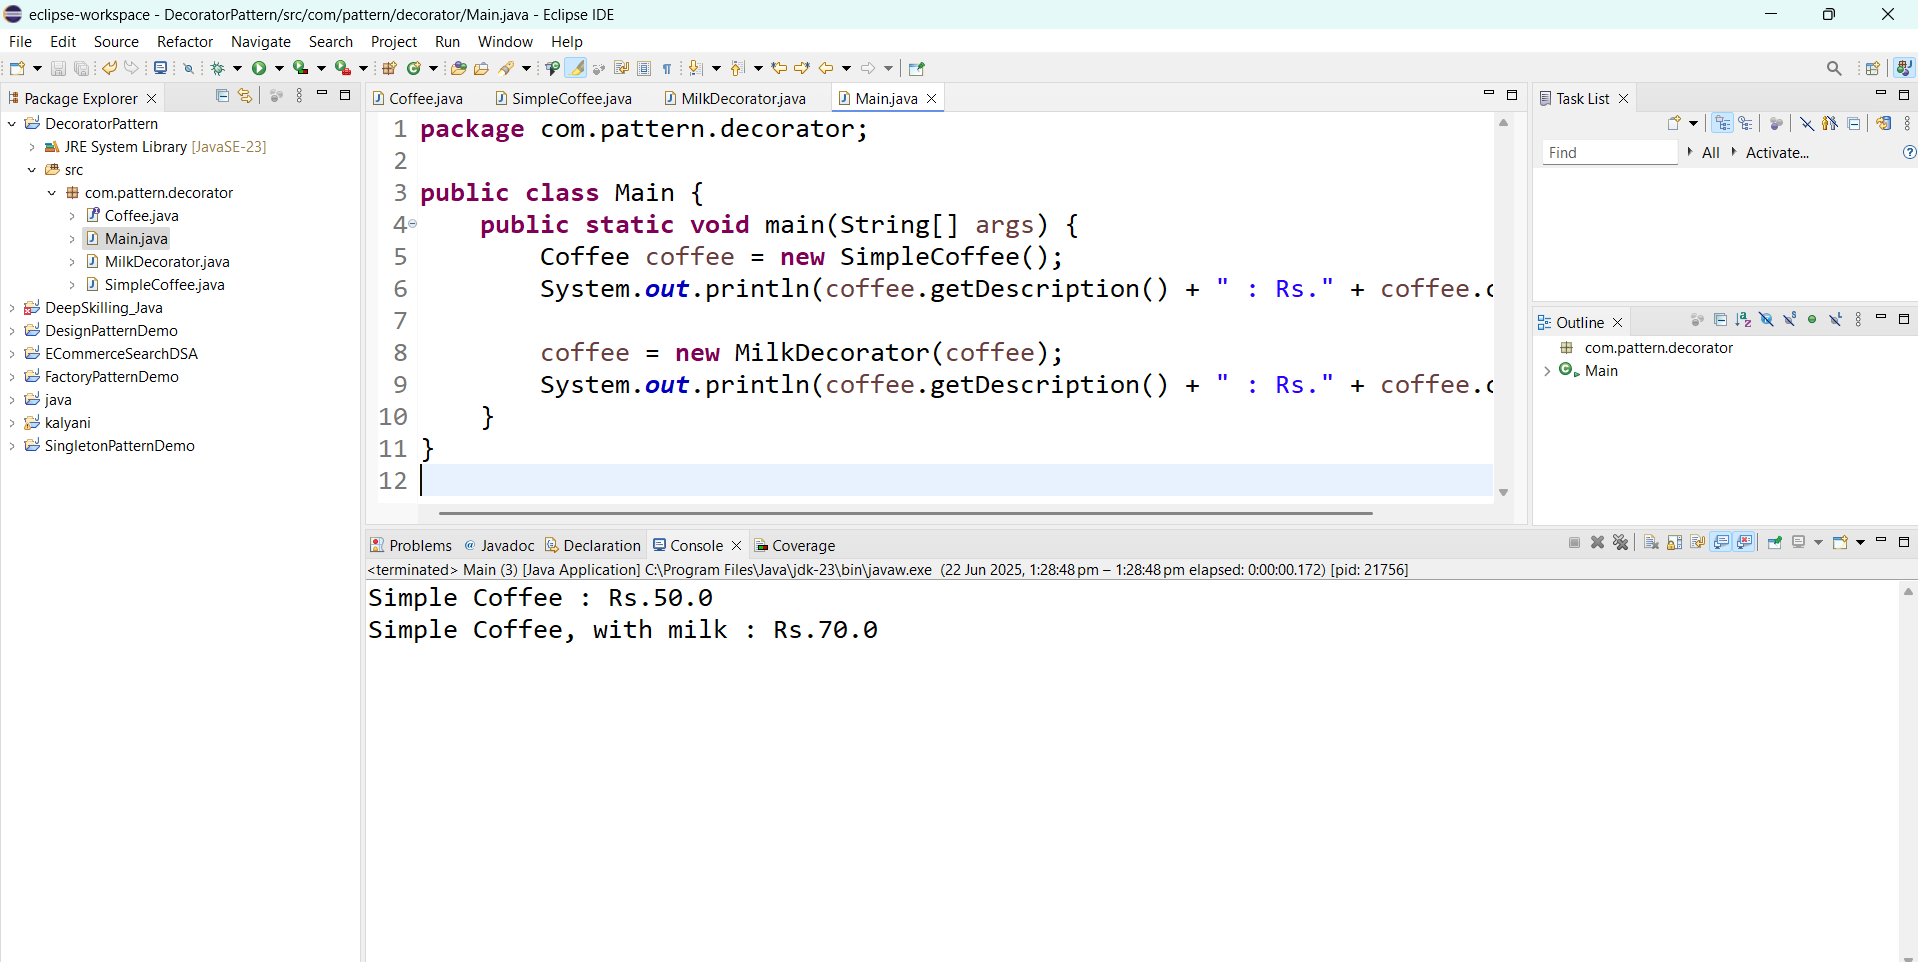 eclipse-workspace - DecoratorPattern/src/com/pattern/decorator/Main.java - Eclipse IDE
File Edit Source Refactor Navigate Search Project Run Window Help
Package Explorer
DecoratorPattern
JRE System Library [JavaSE-23]
src
com.pattern.decorator
Coffee.java
Main.java
MilkDecorator.java
SimpleCoffee.java
DeepSkilling_Java
DesignPatternDemo
ECommerceSearchDSA
FactoryPatternDemo
java
kalyani
SingletonPatternDemo
Coffee.java SimpleCoffee.java MilkDecorator.java Main.java
1 package com.pattern.decorator;
2
3 public class Main {
4 public static void main(String[] args) {
5 Coffee coffee = new SimpleCoffee();
6 System.out.println(coffee.getDescription() + " : Rs." + coffee.c
7
8 coffee = new MilkDecorator(coffee);
9 System.out.println(coffee.getDescription() + " : Rs." + coffee.c
10 }
11 }
12
Task List
Find All Activate...
Outline
com.pattern.decorator
Main
Problems Javadoc Declaration Console Coverage
<terminated> Main (3) [Java Application] C:\Program Files\Java\jdk-23\bin\javaw.exe (22 Jun 2025, 1:28:48 pm – 1:28:48 pm elapsed: 0:00:00.172) [pid: 21756]
Simple Coffee : Rs.50.0
Simple Coffee, with milk : Rs.70.0